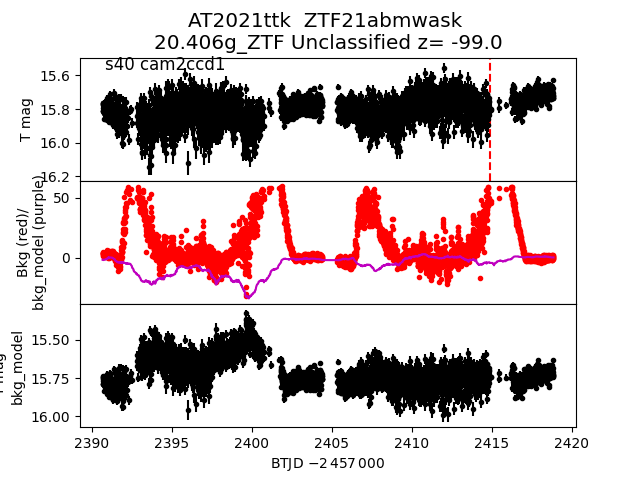 AT2021ttk  ZTF21abmwask
20.406g_ZTF Unclassified z= -99.0
s40 cam2ccd1
15.6
15.8
16.0
16.2
T mag
50
0
Bkg (red)/
bkg_model (purple)
15.50
15.75
16.00
mag
bkg_model
2390
2395
2400
2405
2410
2415
2420
BTJD −2 457 000